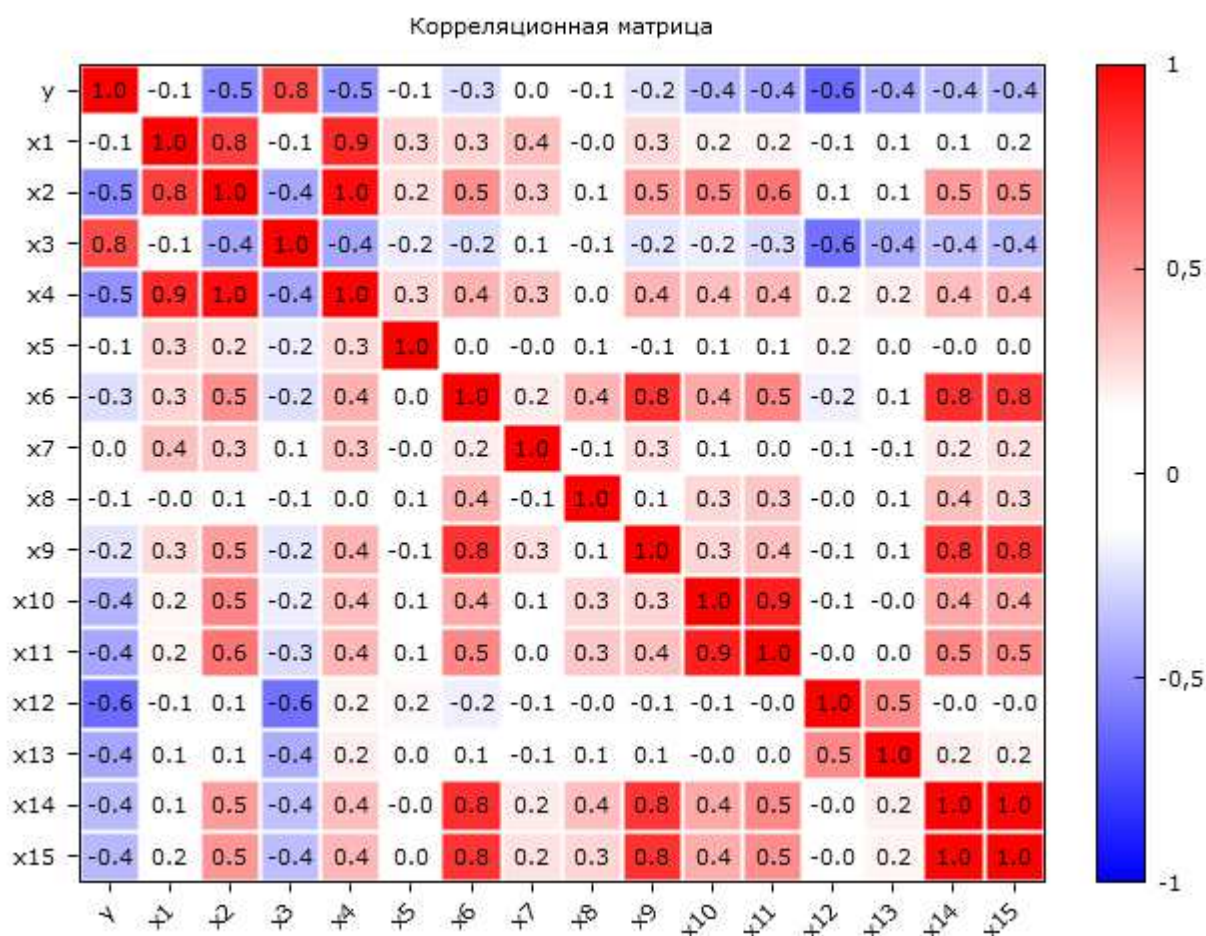 Корреляционная матрица
y 1.0 -0.1 -0.5 0.8 -0.5 -0.1 -0.3 0.0 -0.1 -0.2 -0.4 -0.4 -0.6 -0.4 -0.4 -0.4
x1 -0.1 1.0 0.8 -0.1 0.9 0.3 0.3 0.4 -0.0 0.3 0.2 0.2 -0.1 0.1 0.1 0.2
x2 -0.5 0.8 1.0 -0.4 1.0 0.2 0.5 0.3 0.1 0.5 0.5 0.6 0.1 0.1 0.5 0.5
x3 0.8 -0.1 -0.4 1.0 -0.4 -0.2 -0.2 0.1 -0.1 -0.2 -0.2 -0.3 -0.6 -0.4 -0.4 -0.4
x4 -0.5 0.9 1.0 -0.4 1.0 0.3 0.4 0.3 0.0 0.4 0.4 0.4 0.2 0.2 0.4 0.4
x5 -0.1 0.3 0.2 -0.2 0.3 1.0 0.0 -0.0 0.1 -0.1 0.1 0.1 0.2 0.0 -0.0 0.0
x6 -0.3 0.3 0.5 -0.2 0.4 0.0 1.0 0.2 0.4 0.8 0.4 0.5 -0.2 0.1 0.8 0.8
x7 0.0 0.4 0.3 0.1 0.3 -0.0 0.2 1.0 -0.1 0.3 0.1 0.0 -0.1 -0.1 0.2 0.2
x8 -0.1 -0.0 0.1 -0.1 0.0 0.1 0.4 -0.1 1.0 0.1 0.3 0.3 -0.0 0.1 0.4 0.3
x9 -0.2 0.3 0.5 -0.2 0.4 -0.1 0.8 0.3 0.1 1.0 0.3 0.4 -0.1 0.1 0.8 0.8
x10 -0.4 0.2 0.5 -0.2 0.4 0.1 0.4 0.1 0.3 0.3 1.0 0.9 -0.1 -0.0 0.4 0.4
x11 -0.4 0.2 0.6 -0.3 0.4 0.1 0.5 0.0 0.3 0.4 0.9 1.0 -0.0 0.0 0.5 0.5
x12 -0.6 -0.1 0.1 -0.6 0.2 0.2 -0.2 -0.1 -0.0 -0.1 -0.1 -0.0 1.0 0.5 -0.0 -0.0
x13 -0.4 0.1 0.1 -0.4 0.2 0.0 0.1 -0.1 0.1 0.1 -0.0 0.0 0.5 1.0 0.2 0.2
x14 -0.4 0.1 0.5 -0.4 0.4 -0.0 0.8 0.2 0.4 0.8 0.4 0.5 -0.0 0.2 1.0 1.0
x15 -0.4 0.2 0.5 -0.4 0.4 0.0 0.8 0.2 0.3 0.8 0.4 0.5 -0.0 0.2 1.0 1.0
y x1 x2 x3 x4 x5 x6 x7 x8 x9 x10 x11 x12 x13 x14 x15
1
0,5
0
-0,5
-1